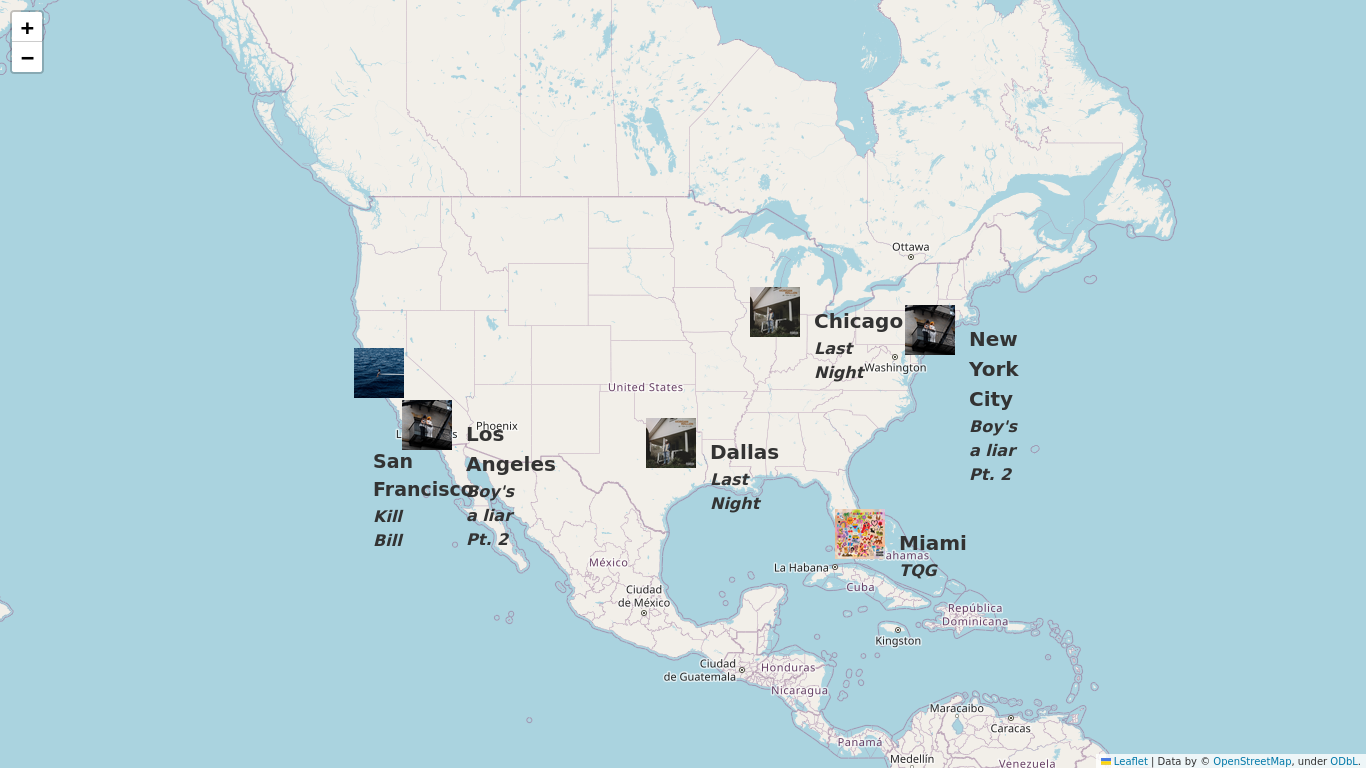 +
−
Ottawa
Chicago
Last
Night
Washington
New
York
City
Boy's
a liar
Pt. 2
United States
Phoenix
Los
Angeles
Boy's
a liar
Pt. 2
San
Francisco
Kill
Bill
Dallas
Last
Night
Miami
TQG
ahamas
La Habana
Cuba
México
Ciudad
de México
República
Dominicana
Kingston
Ciudad
de Guatemala
Honduras
Nicaragua
Maracaibo
Caracas
Panamá
Medellín
Venezuela
Leaflet | Data by © OpenStreetMap, under ODbL.